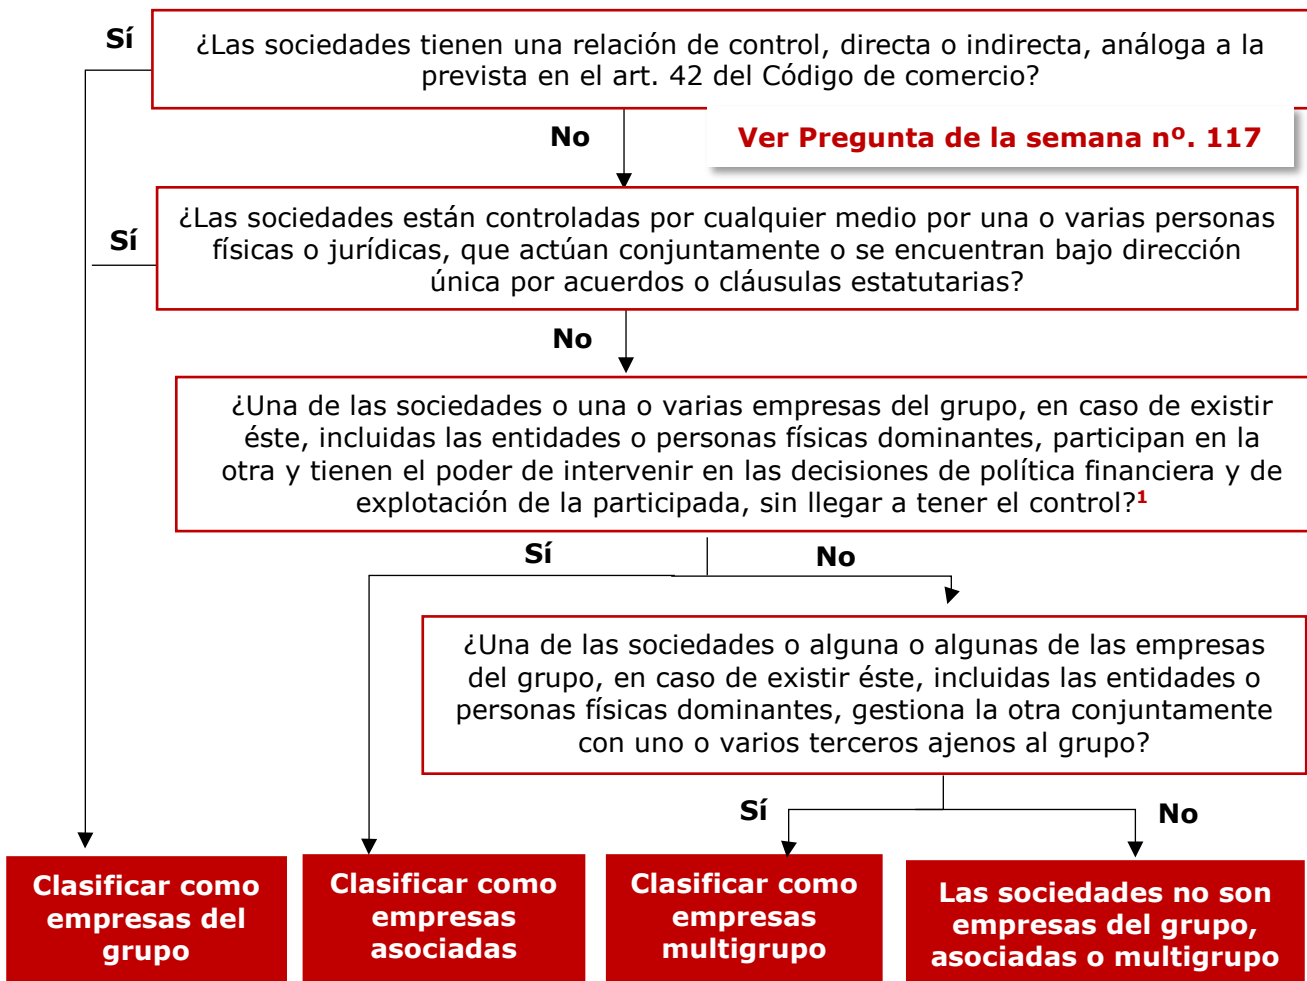 Sí
¿Las sociedades tienen una relación de control, directa o indirecta, análoga a la
prevista en el art. 42 del Código de comercio?
No
Ver Pregunta de la semana nº. 117
Sí
¿Las sociedades están controladas por cualquier medio por una o varias personas
físicas o jurídicas, que actúan conjuntamente o se encuentran bajo dirección
única por acuerdos o cláusulas estatutarias?
No
¿Una de las sociedades o una o varias empresas del grupo, en caso de existir
éste, incluidas las entidades o personas físicas dominantes, participan en la
otra y tienen el poder de intervenir en las decisiones de política financiera y de
explotación de la participada, sin llegar a tener el control?¹
Sí
No
¿Una de las sociedades o alguna o algunas de las empresas
del grupo, en caso de existir éste, incluidas las entidades o
personas físicas dominantes, gestiona la otra conjuntamente
con uno o varios terceros ajenos al grupo?
Sí
No
Clasificar como
empresas del
grupo
Clasificar como
empresas
asociadas
Clasificar como
empresas
multigrupo
Las sociedades no son
empresas del grupo,
asociadas o multigrupo